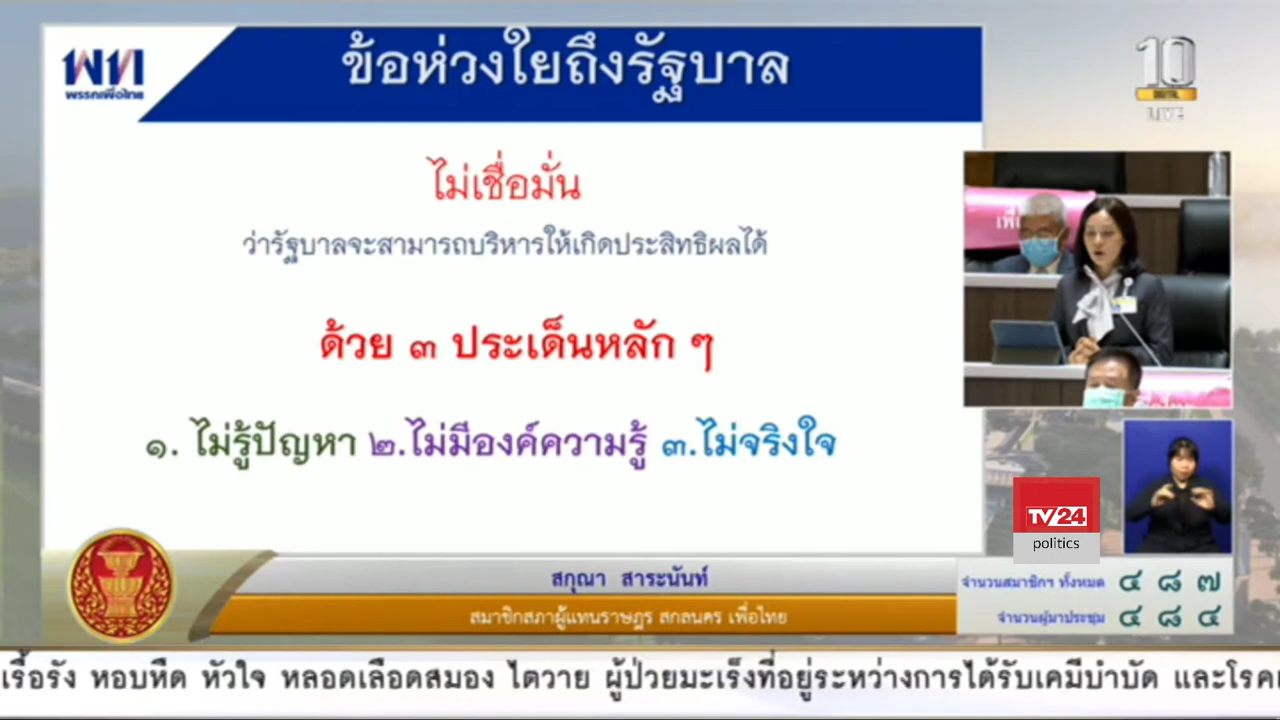 พท
พรรคเพื่อไทย
ข้อห่วงใยถึงรัฐบาล
10
DIGITAL
LIVE
ไม่เชื่อมั่น
ว่ารัฐบาลจะสามารถบริหารให้เกิดประสิทธิผลได้
ด้วย ๓ ประเด็นหลัก ๆ
๑. ไม่รู้ปัญหา ๒.ไม่มีองค์ความรู้ ๓.ไม่จริงใจ
TV/24
politics
สกุณา สาระนันท์
สมาชิกสภาผู้แทนราษฎร สกลนคร เพื่อไทย
จำนวนสมาชิกฯ ทั้งหมด ๔ ๘ ๗
จำนวนผู้มาประชุม ๔ ๘ ๔
เรื้อรัง หอบหืด หัวใจ หลอดเลือดสมอง ไตวาย ผู้ป่วยมะเร็งที่อยู่ระหว่างการได้รับเคมีบำบัด และโรค